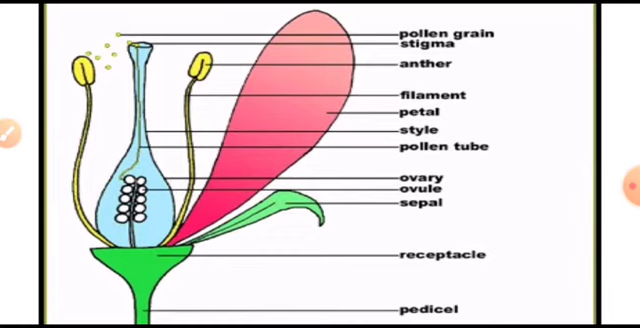 pollen grain
stigma
anther
filament
petal
style
pollen tube
ovary
ovule
sepal
receptacle
pedicel